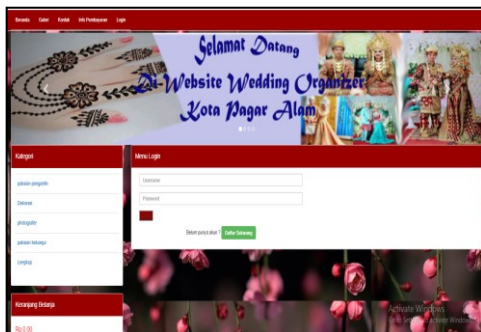 Beranda Galeri Kontak Info Pembayaran Login
Selamat Datang
Di Website Wedding Organizer
Kota Pagar Alam
Kategori
pakaian pengantin
Dekorasi
photografer
pakaian keluarga
Lengkap
Keranjang Belanja
Rp 0.00
Menu Login
Username
Password
Belum punya akun ? Daftar Sekarang
Activate Windows